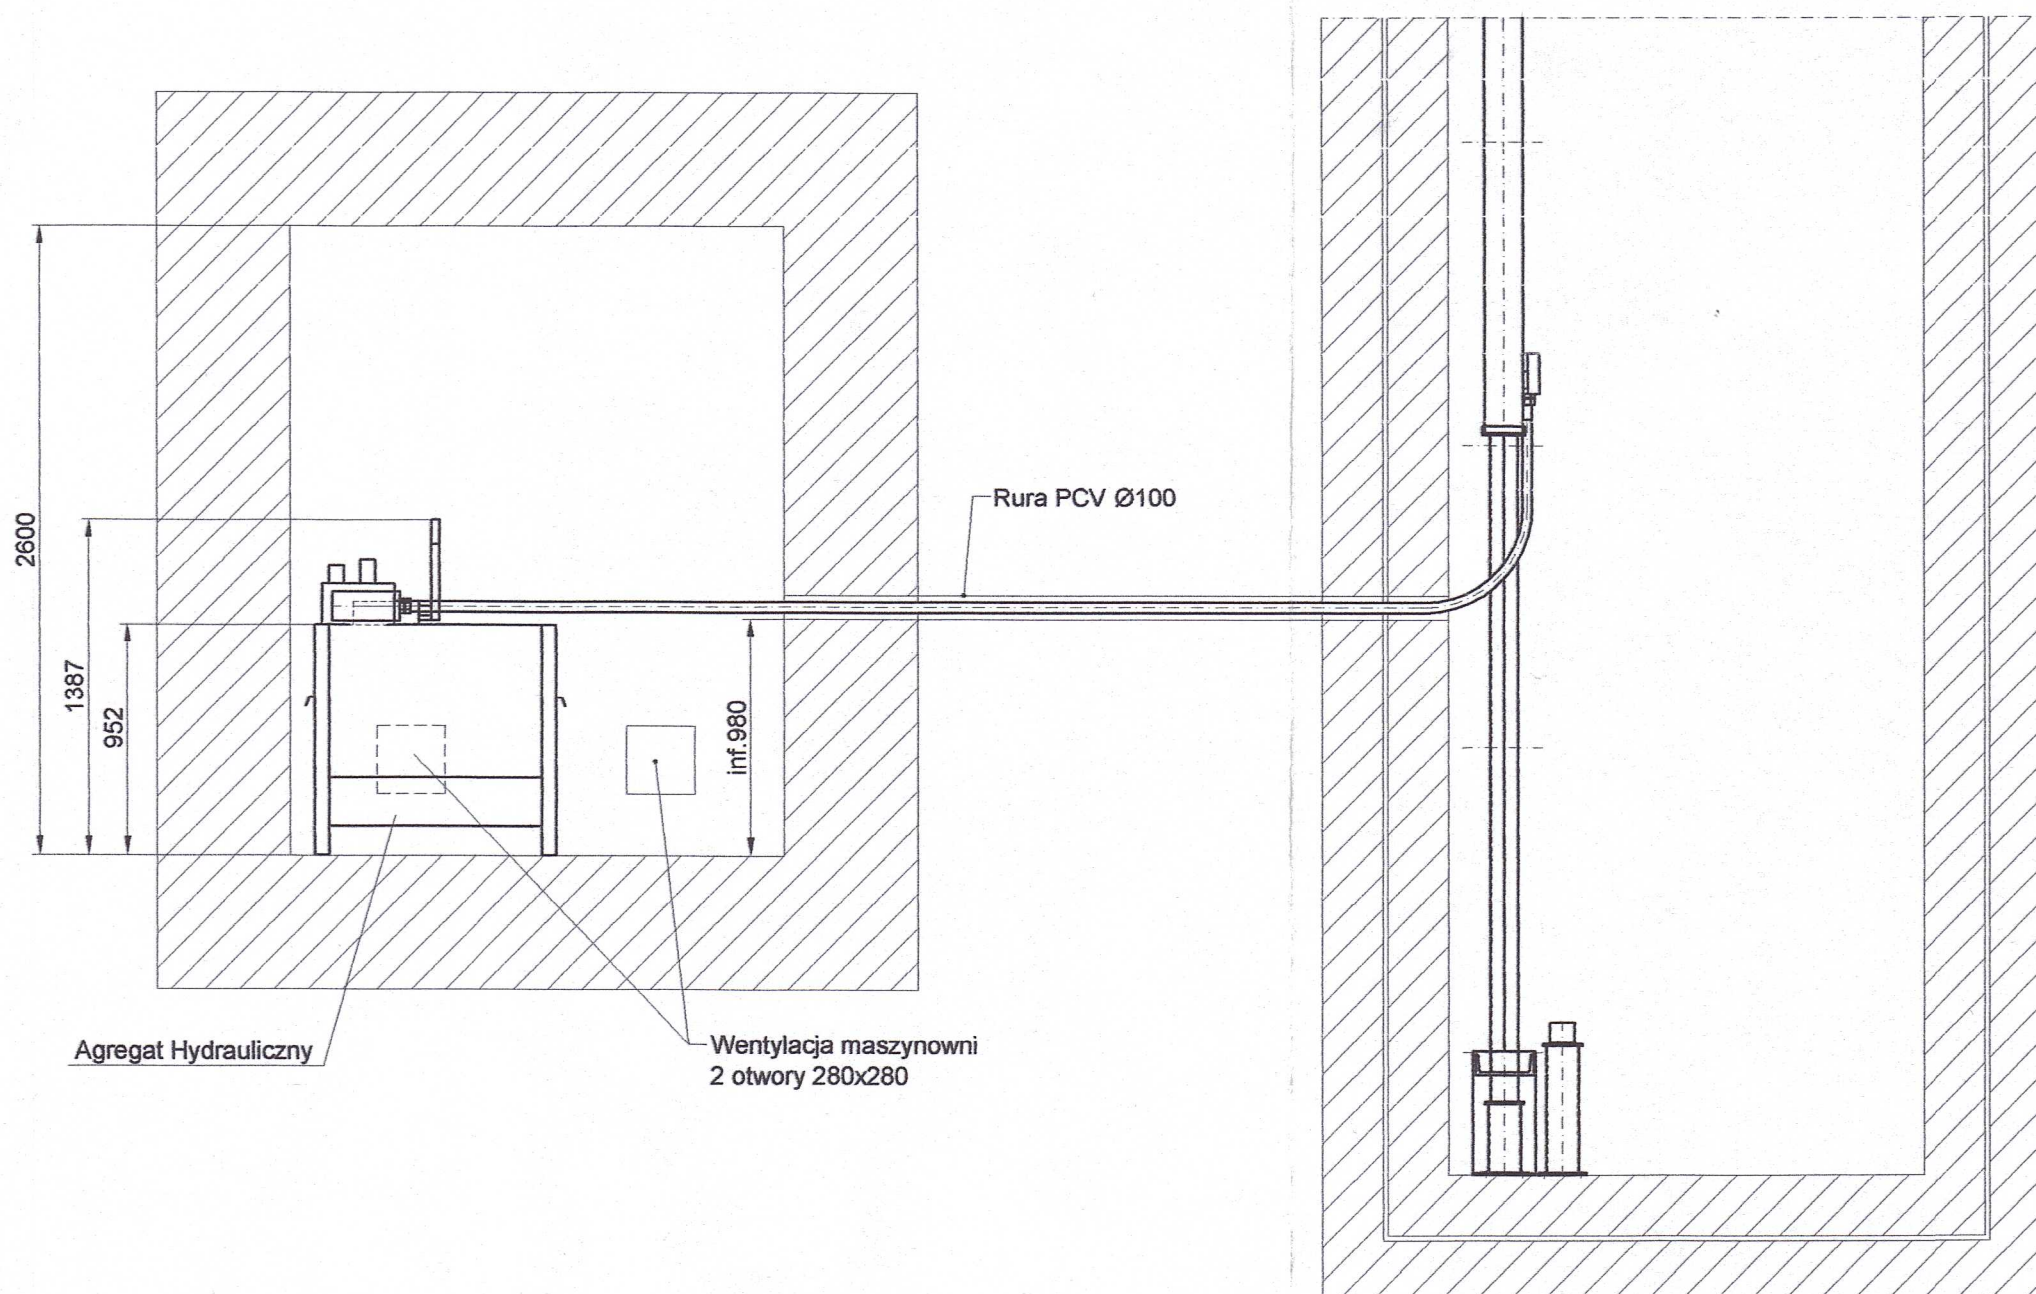 2600
1387
952
inf.980
Rura PCV Ø100
Agregat Hydrauliczny
Wentylacja maszynowni
2 otwory 280x280